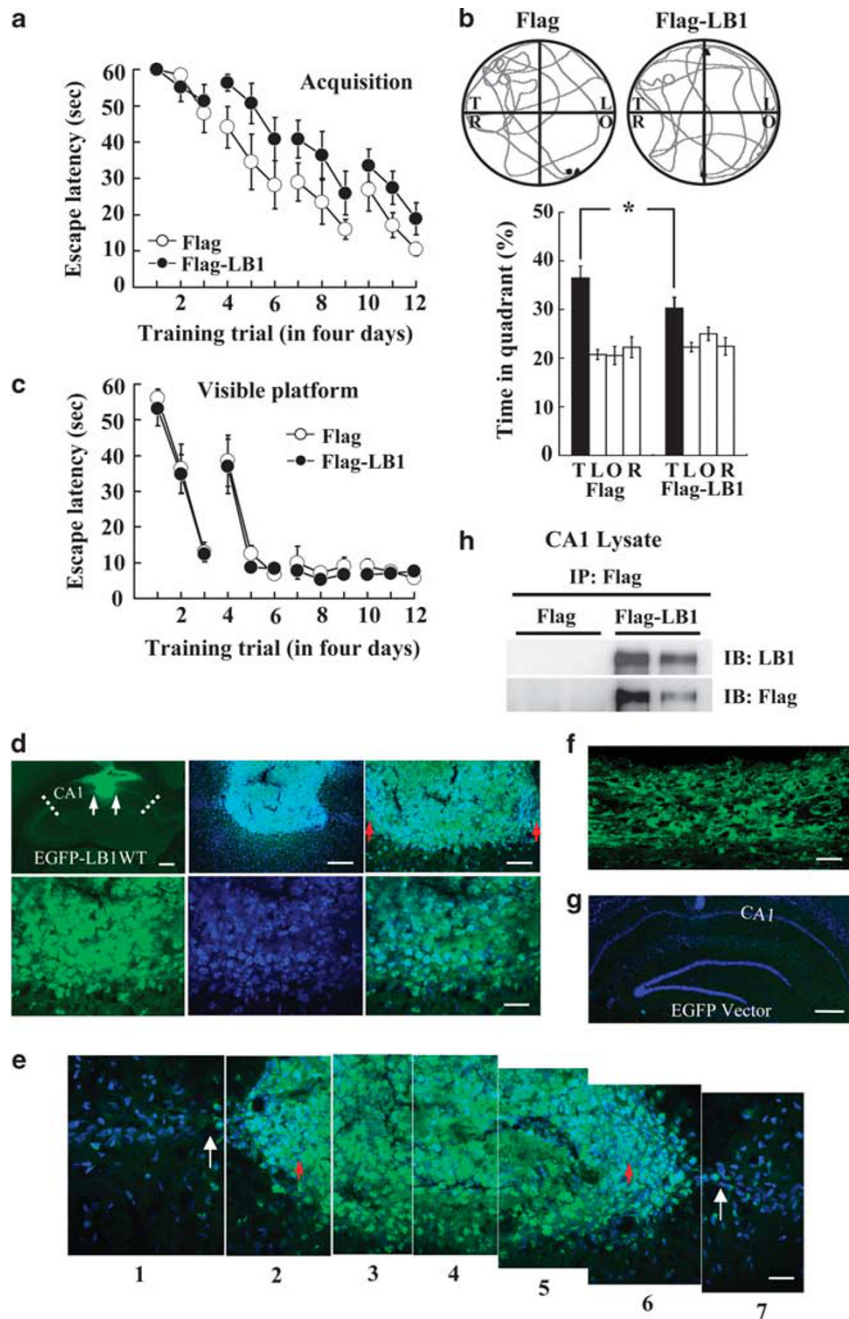 a
Acquisition
Escape latency (sec)
60
50
40
30
20
10
0
Flag
Flag-LB1
2 4 6 8 10 12
Training trial (in four days)
b
Flag Flag-LB1
T L
R O
T L
R O
Time in quadrant (%)
50
40
30
20
10
0
*
T L O R T L O R
Flag Flag-LB1
c
Visible platform
Escape latency (sec)
60
50
40
30
20
10
0
Flag
Flag-LB1
2 4 6 8 10 12
Training trial (in four days)
h
CA1 Lysate
IP: Flag
Flag Flag-LB1
IB: LB1
IB: Flag
d
CA1
EGFP-LB1WT
f
g
CA1
EGFP Vector
e
1 2 3 4 5 6 7